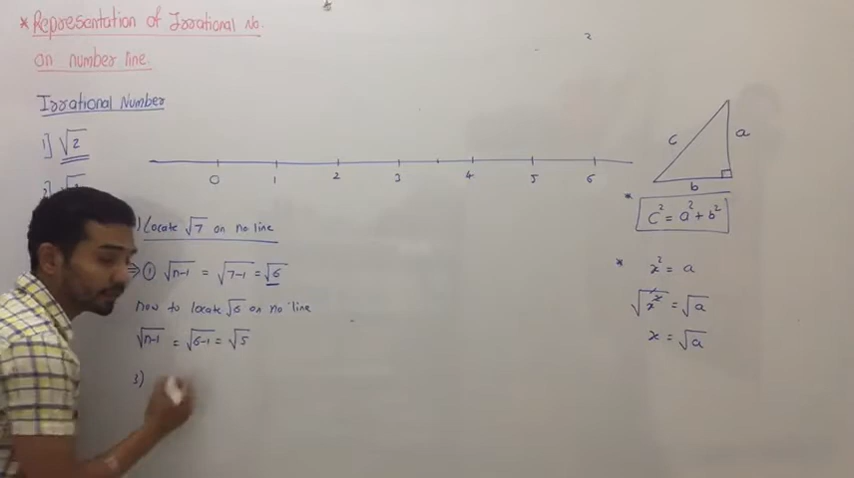 * Representation of Irrational No.
on number line.
Irrational Number
1] √2
2]
0 1 2 3 4 5 6
) Locate √7 on no line
⇒ ① √n-1 = √7-1 = √6
now to locate √6 on no line
√n-1 = √6-1 = √5
3)
c a
b
* c² = a² + b²
* x² = a
√x² = √a
x = √a
2